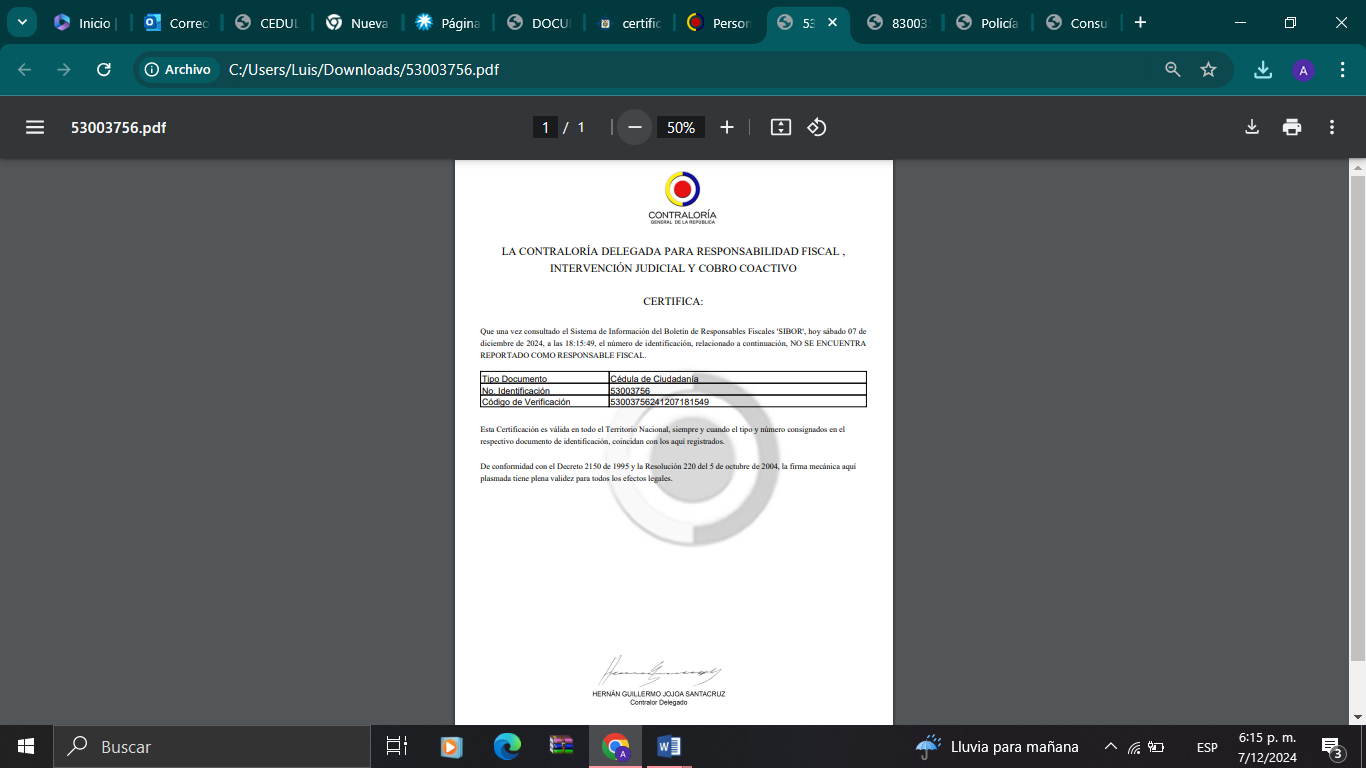 Inicio
Correo
CEDUL
Nueva
Página
DOCU
certific
Person
53
83003
Policía
Consu
Archivo
C:/Users/Luis/Downloads/53003756.pdf
A
53003756.pdf
1 / 1
50%
CONTRALORÍA
GENERAL DE LA REPÚBLICA
LA CONTRALORÍA DELEGADA PARA RESPONSABILIDAD FISCAL ,
INTERVENCIÓN JUDICIAL Y COBRO COACTIVO
CERTIFICA:
Que una vez consultado el Sistema de Información del Boletín de Responsables Fiscales 'SIBOR', hoy sábado 07 de
diciembre de 2024, a las 18:15:49, el número de identificación, relacionado a continuación, NO SE ENCUENTRA
REPORTADO COMO RESPONSABLE FISCAL.
Tipo Documento Cédula de Ciudadanía
No. Identificación 53003756
Código de Verificación 53003756241207181549
Esta Certificación es válida en todo el Territorio Nacional, siempre y cuando el tipo y número consignados en el
respectivo documento de identificación, coincidan con los aquí registrados.
De conformidad con el Decreto 2150 de 1995 y la Resolución 220 del 5 de octubre de 2004, la firma mecánica aquí
plasmada tiene plena validez para todos los efectos legales.
HERNÁN GUILLERMO JOJOA SANTACRUZ
Contralor Delegado
Buscar
A
Lluvia para mañana
ESP
6:15 p. m.
7/12/2024
3